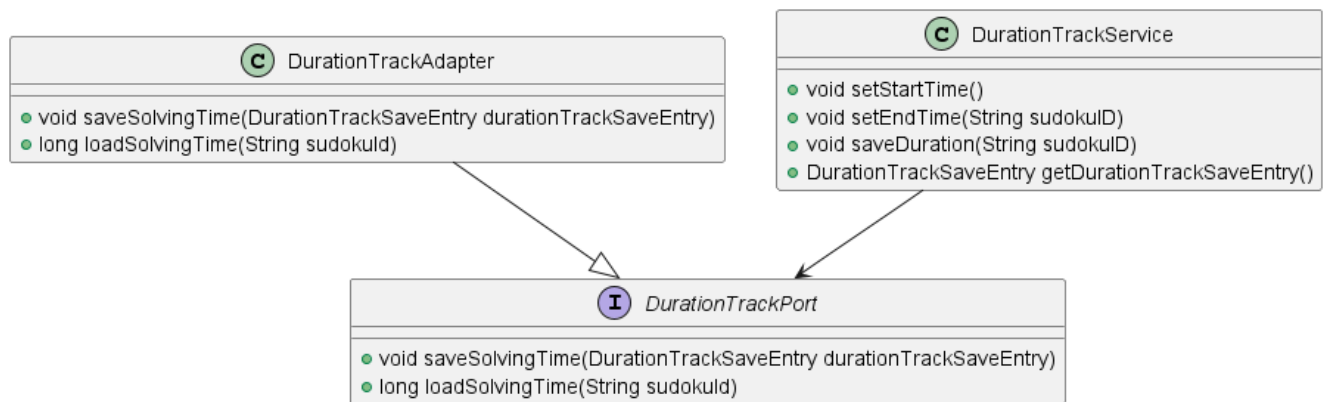 C DurationTrackAdapter
void saveSolvingTime(DurationTrackSaveEntry durationTrackSaveEntry)
long loadSolvingTime(String sudokuId)
C DurationTrackService
void setStartTime()
void setEndTime(String sudokuID)
void saveDuration(String sudokuID)
DurationTrackSaveEntry getDurationTrackSaveEntry()
I DurationTrackPort
void saveSolvingTime(DurationTrackSaveEntry durationTrackSaveEntry)
long loadSolvingTime(String sudokuId)